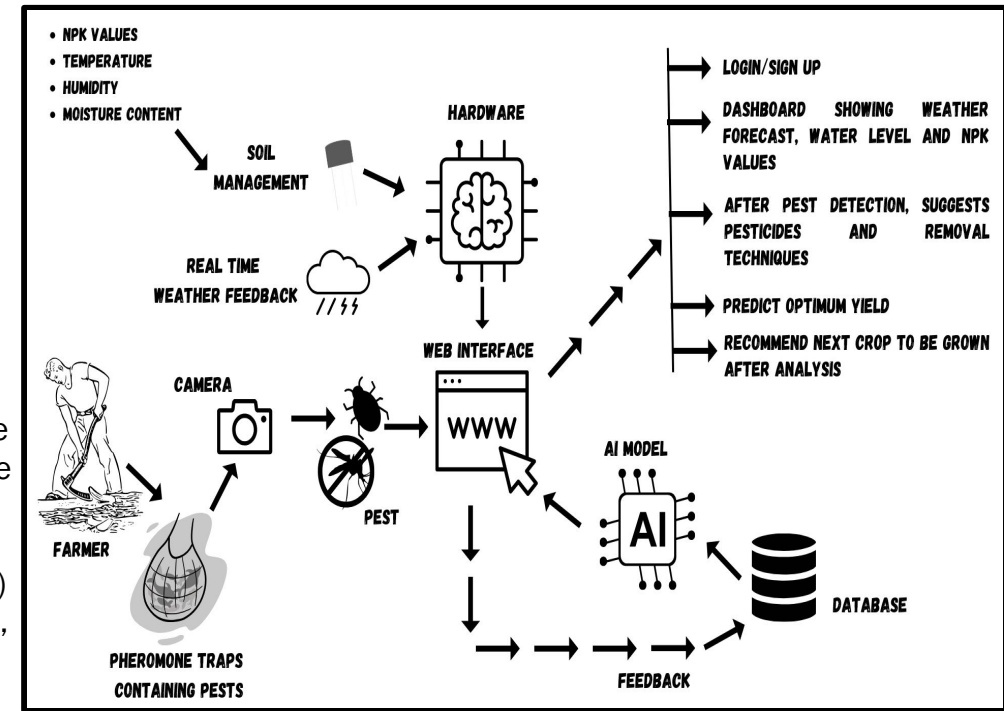 • NPK VALUES
• TEMPERATURE
• HUMIDITY
• MOISTURE CONTENT
SOIL
MANAGEMENT
REAL TIME
WEATHER FEEDBACK
HARDWARE
WEB INTERFACE
WWW
LOGIN/SIGN UP
DASHBOARD SHOWING WEATHER
FORECAST, WATER LEVEL AND NPK
VALUES
AFTER PEST DETECTION, SUGGESTS
PESTICIDES AND REMOVAL
TECHNIQUES
PREDICT OPTIMUM YIELD
RECOMMEND NEXT CROP TO BE GROWN
AFTER ANALYSIS
CAMERA
PEST
FARMER
PHEROMONE TRAPS
CONTAINING PESTS
AI MODEL
AI
DATABASE
FEEDBACK
e
e
)
,